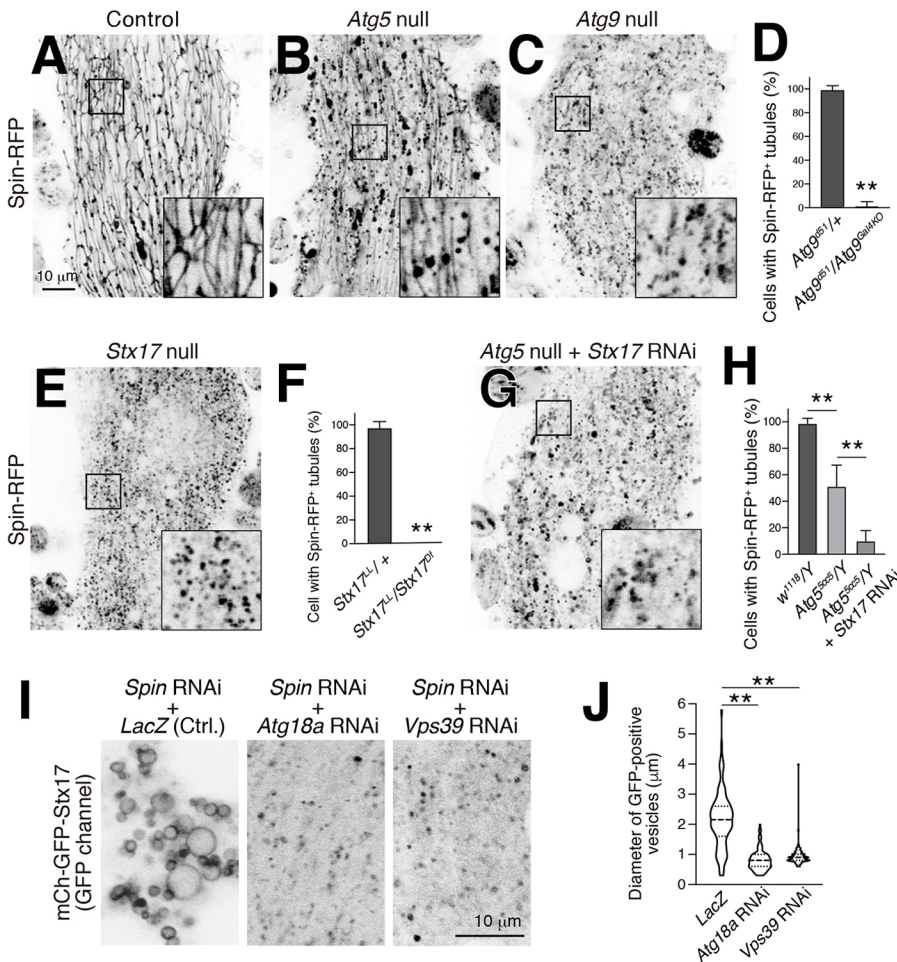 Control
Atg5 null
Atg9 null
A
B
C
D
Spin-RFP
10 μm
Cells with Spin-RFP⁺ tubules (%)
100
80
60
40
20
0
**
Atg9ᵈ⁵¹/+
Atg9ᵈ⁵¹/Atg9ᴳᵃˡ⁴ᴷᴼ
Stx17 null
Atg5 null + Stx17 RNAi
E
F
G
H
Spin-RFP
Cell with Spin-RFP⁺ tubules (%)
100
80
60
40
20
0
**
Stx17ᴸᴸ/+
Stx17ᴸᴸ/Stx17ᴰᶠ
Cells with Spin-RFP⁺ tubules (%)
100
80
60
40
20
0
**
**
w¹¹¹⁸/Y
Atg5⁵ᶜᶜ⁵/Y
Atg5⁵ᶜᶜ⁵/Y
+ Stx17 RNAi
I
J
Spin RNAi
+
LacZ (Ctrl.)
Spin RNAi
+
Atg18a RNAi
Spin RNAi
+
Vps39 RNAi
mCh-GFP-Stx17
(GFP channel)
10 μm
Diameter of GFP-positive
vesicles (μm)
6
5
4
3
2
1
0
**
**
LacZ
Atg18a RNAi
Vps39 RNAi